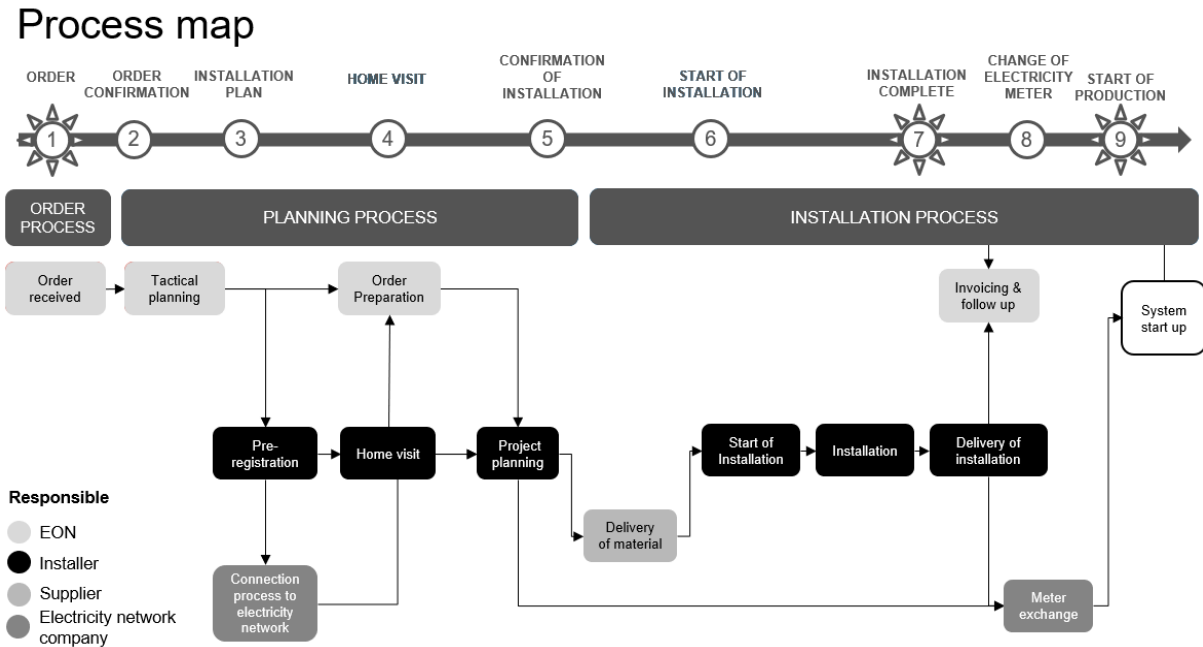 Process map
ORDER
ORDER
CONFIRMATION
INSTALLATION
PLAN
HOME VISIT
CONFIRMATION
OF
INSTALLATION
START OF
INSTALLATION
INSTALLATION
COMPLETE
CHANGE OF
ELECTRICITY
METER
START OF
PRODUCTION
1
2
3
4
5
6
7
8
9
ORDER
PROCESS
PLANNING PROCESS
INSTALLATION PROCESS
Order
received
Tactical
planning
Order
Preparation
Invoicing &
follow up
System
start up
Pre-
registration
Home visit
Project
planning
Start of
Installation
Installation
Delivery of
installation
Delivery
of material
Connection
process to
electricity
network
Meter
exchange
Responsible
EON
Installer
Supplier
Electricity network
company